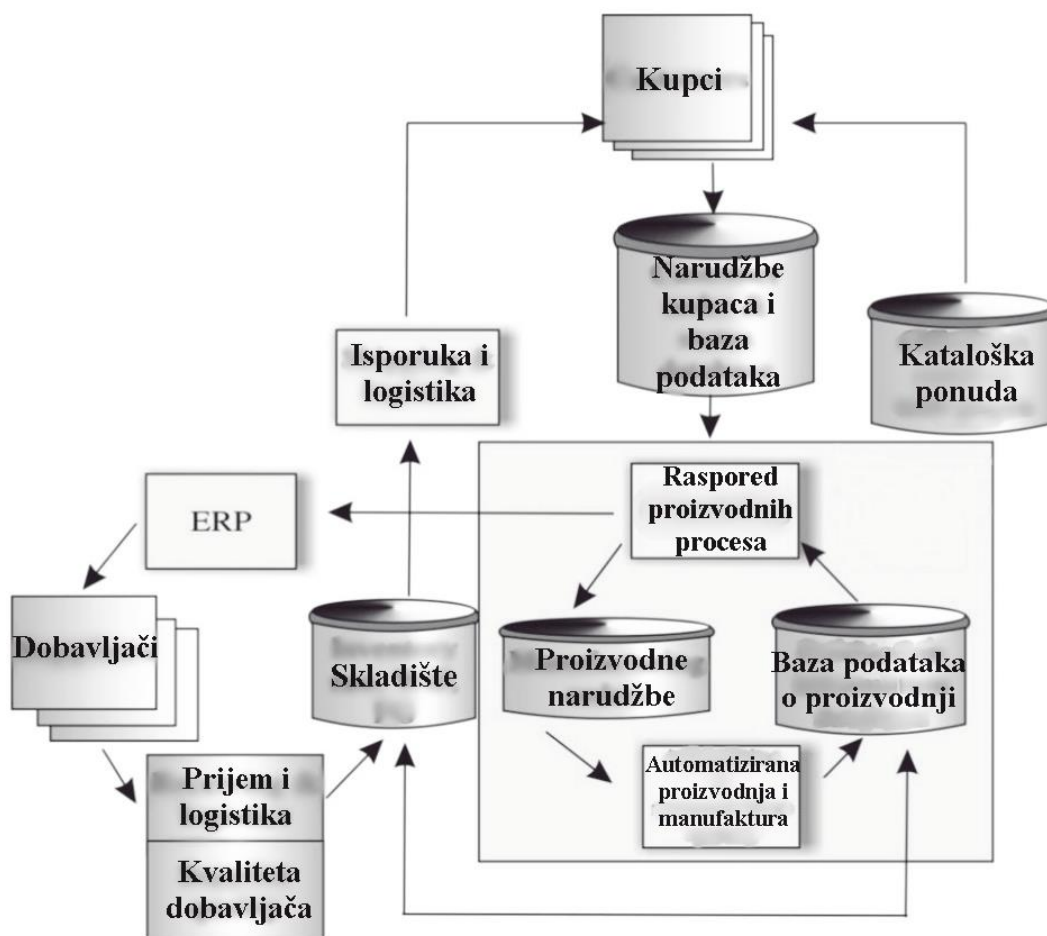 Kupci
Narudžbe
kupaca i
baza
podataka
Kataloška
ponuda
Isporuka i
logistika
Raspored
proizvodnih
procesa
ERP
Dobavljači
Skladište
Proizvodne
narudžbe
Baza podataka
o proizvodnji
Automatizirana
proizvodnja i
manufaktura
Prijem i
logistika
Kvaliteta
dobavljača